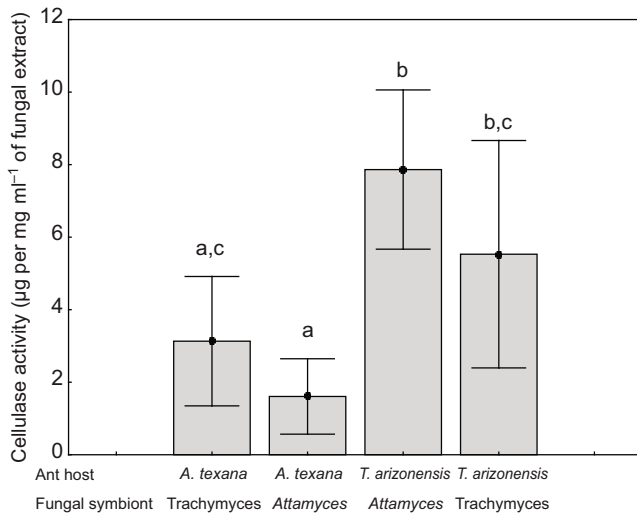 Cellulase activity (µg per mg ml⁻¹ of fungal extract)
12
10
8
6
4
2
0
a,c
a
b
b,c
Ant host A. texana A. texana T. arizonensis T. arizonensis
Fungal symbiont Trachymyces Attamyces Attamyces Trachymyces